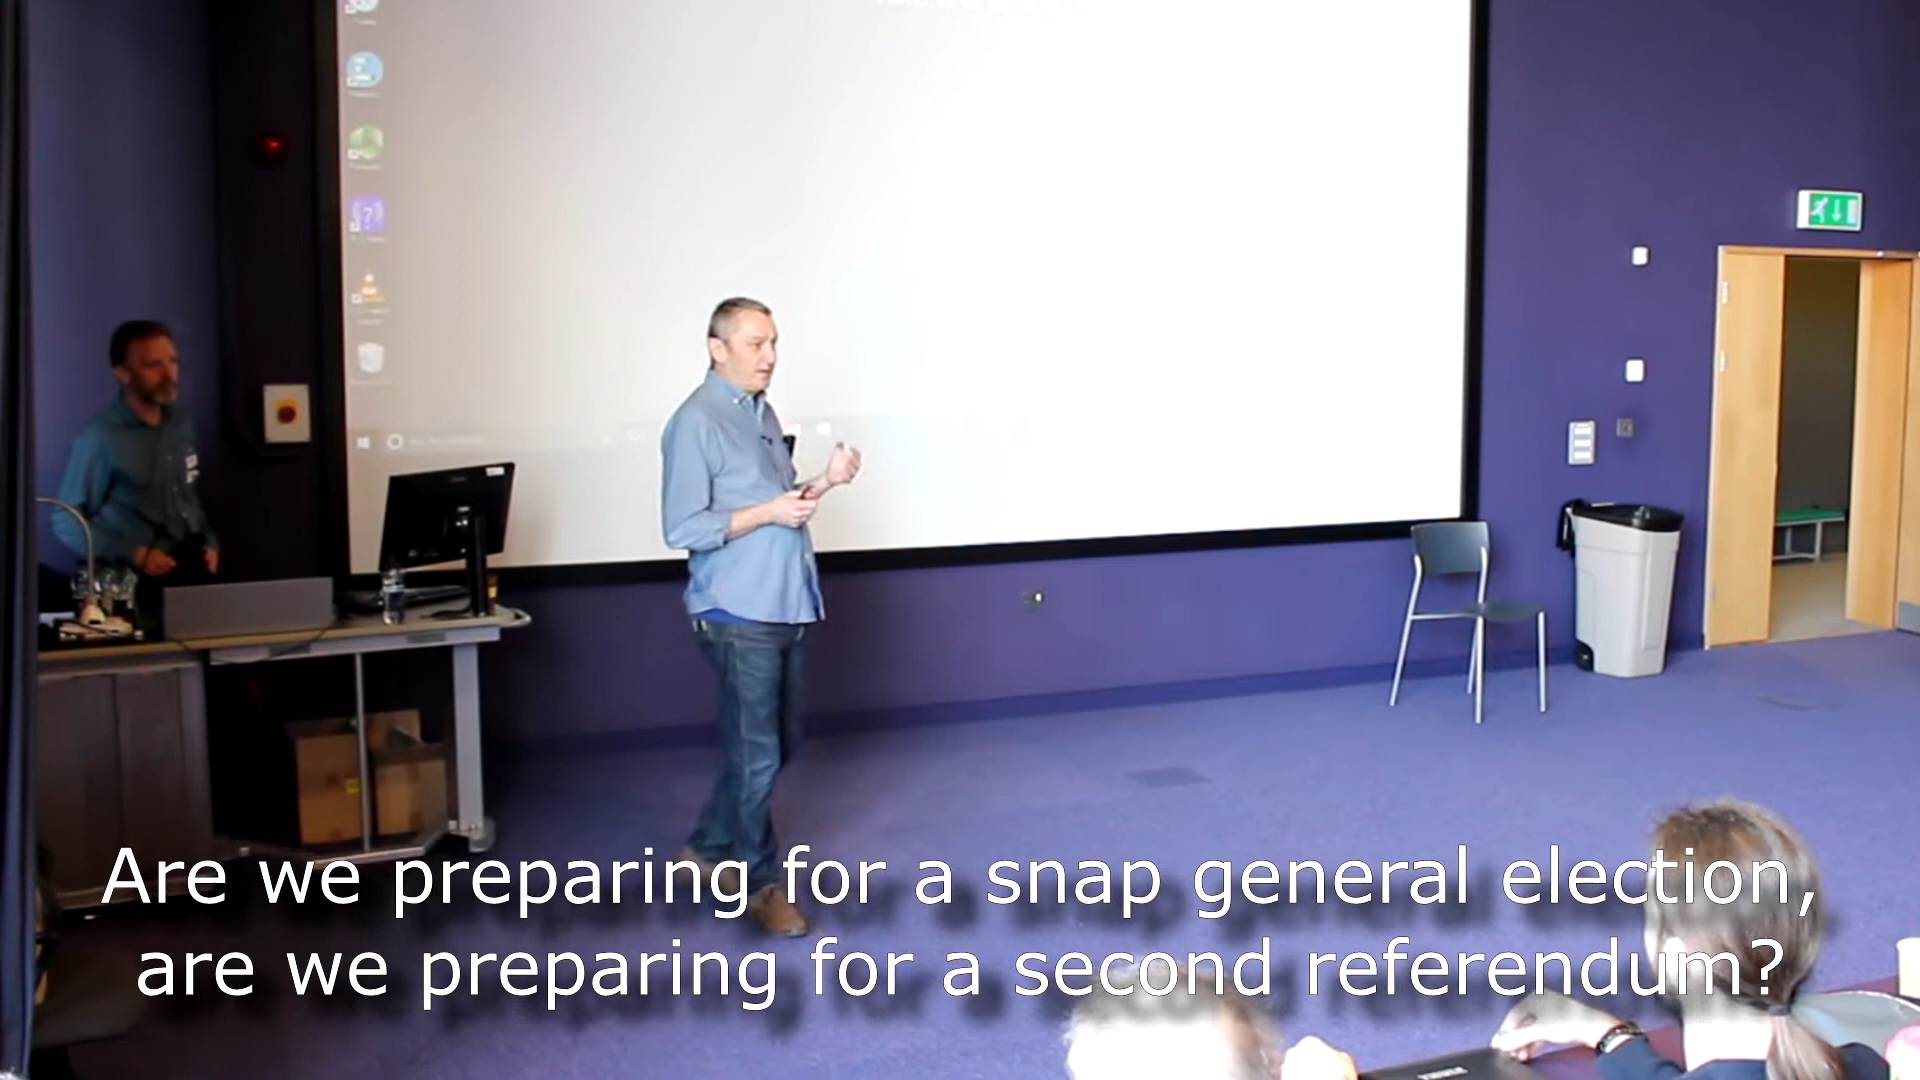 Are we preparing for a snap general election,
are we preparing for a second referendum?